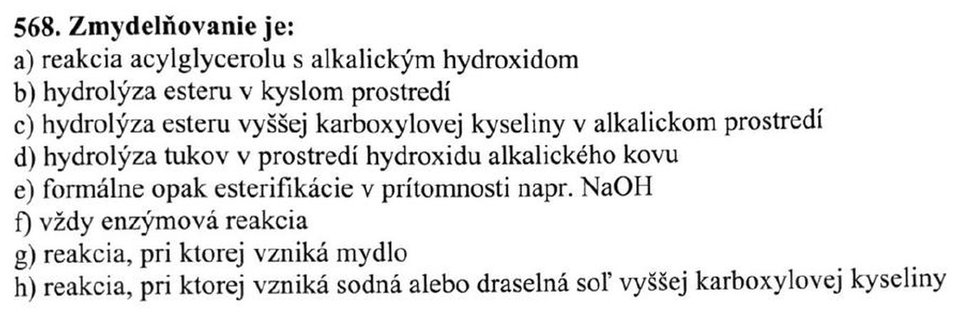 568. Zmydelňovanie je:
a) reakcia acylglycerolu s alkalickým hydroxidom
b) hydrolýza esteru v kyslom prostredí
c) hydrolýza esteru vyššej karboxylovej kyseliny v alkalickom prostredí
d) hydrolýza tukov v prostredí hydroxidu alkalického kovu
e) formálne opak esterifikácie v prítomnosti napr. NaOH
f) vždy enzýmová reakcia
g) reakcia, pri ktorej vzniká mydlo
h) reakcia, pri ktorej vzniká sodná alebo draselná soľ vyššej karboxylovej kyseliny